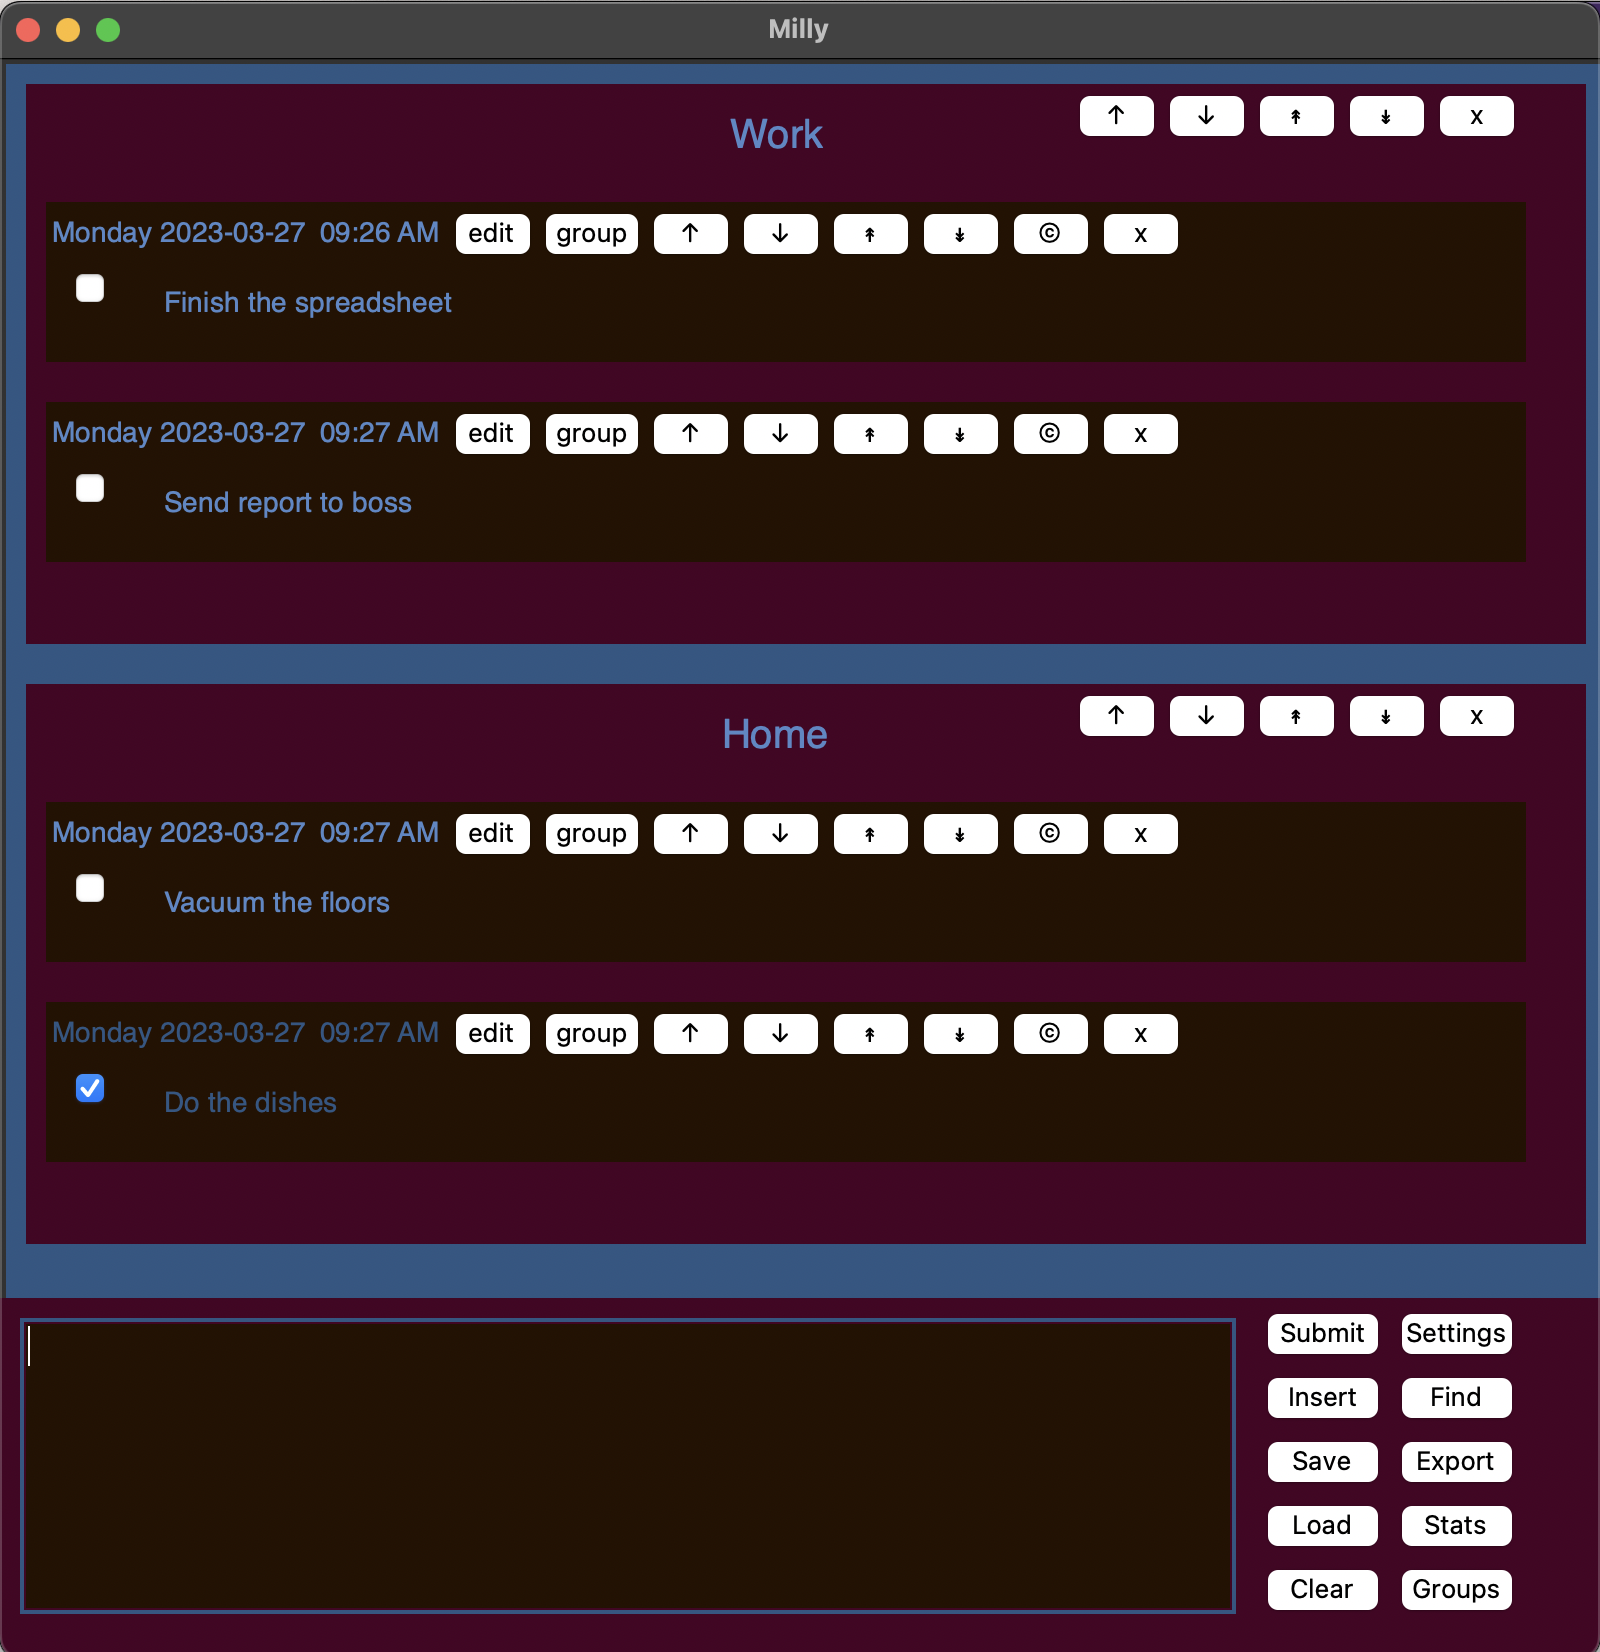 Milly
Work ↑ ↓ ↟ ↡ x
Monday 2023-03-27 09:26 AM edit group ↑ ↓ ↟ ↡ © x
Finish the spreadsheet
Monday 2023-03-27 09:27 AM edit group ↑ ↓ ↟ ↡ © x
Send report to boss
Home ↑ ↓ ↟ ↡ x
Monday 2023-03-27 09:27 AM edit group ↑ ↓ ↟ ↡ © x
Vacuum the floors
Monday 2023-03-27 09:27 AM edit group ↑ ↓ ↟ ↡ © x
Do the dishes
Submit Settings
Insert Find
Save Export
Load Stats
Clear Groups